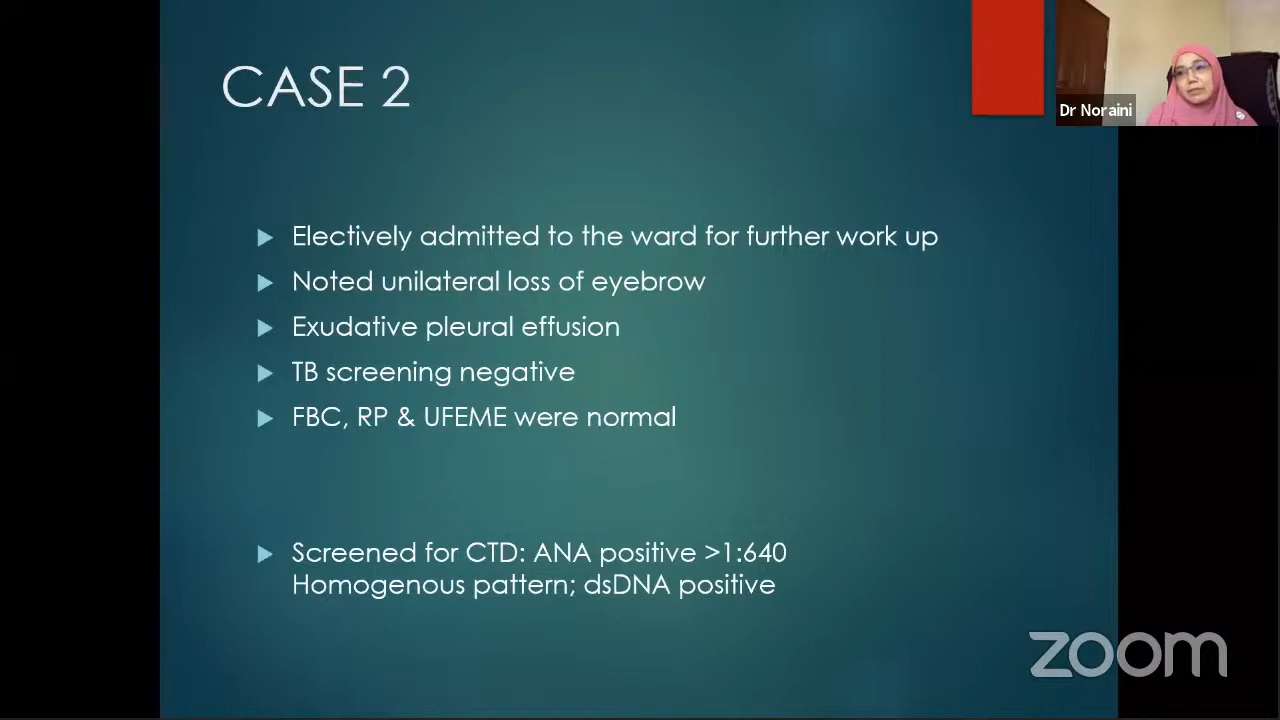 CASE 2
Dr Noraini
Electively admitted to the ward for further work up
Noted unilateral loss of eyebrow
Exudative pleural effusion
TB screening negative
FBC, RP & UFEME were normal
Screened for CTD: ANA positive >1:640
Homogenous pattern; dsDNA positive
zoom